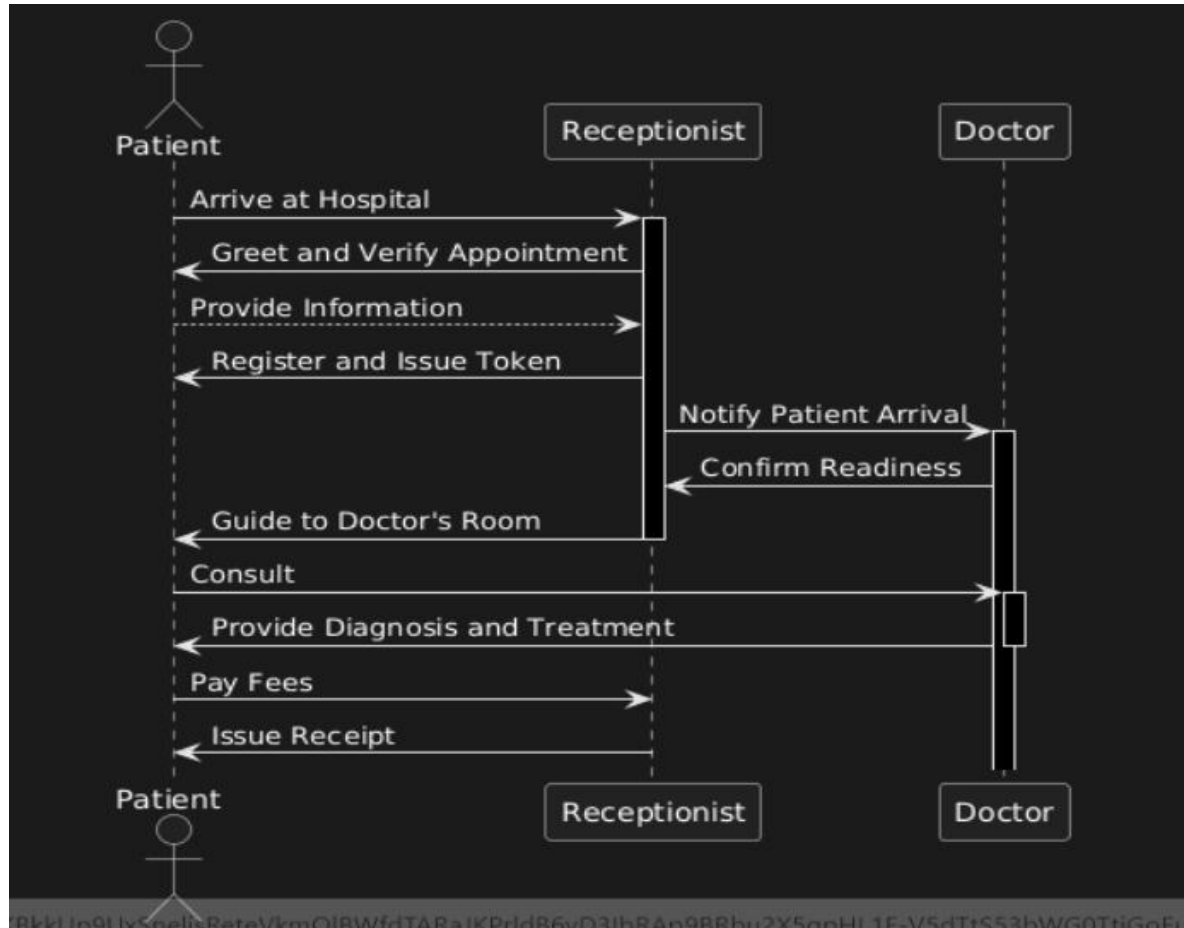 Patient
Receptionist
Doctor
Arrive at Hospital
Greet and Verify Appointment
Provide Information
Register and Issue Token
Notify Patient Arrival
Confirm Readiness
Guide to Doctor's Room
Consult
Provide Diagnosis and Treatment
Pay Fees
Issue Receipt
Patient
Receptionist
Doctor